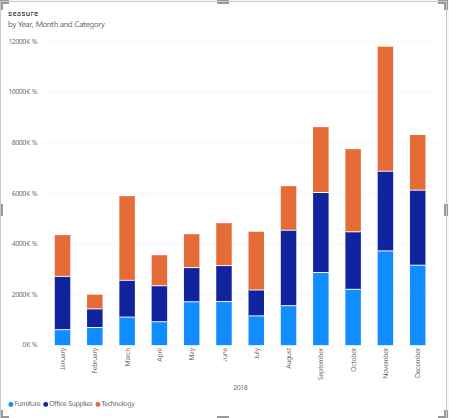 seasure
by Year, Month and Category
12000K %
10000K %
8000K %
6000K %
4000K %
2000K %
0K %
January
February
March
April
May
June
July
August
September
October
November
December
2018
Furniture Office Supplies Technology